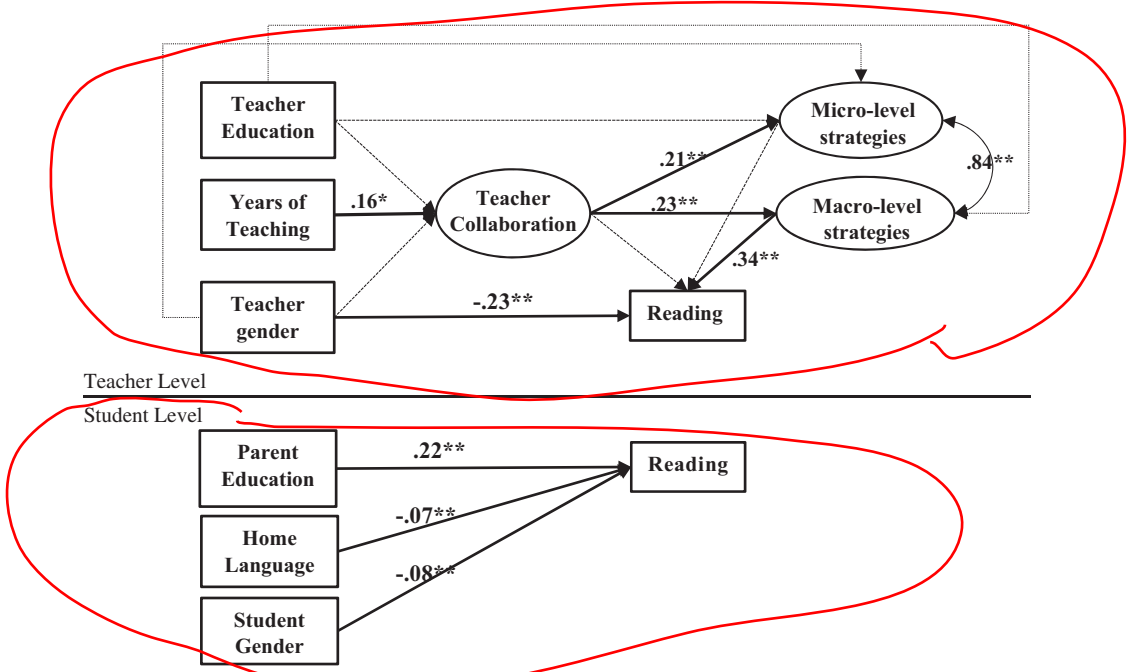 Teacher
Education
Micro-level
strategies
.21**
.84**
Years of
Teaching
.16*
Teacher
Collaboration
.23**
Macro-level
strategies
.34**
Teacher
gender
-.23**
Reading
Teacher Level
Student Level
Parent
Education
.22**
Reading
-.07**
Home
Language
-.08**
Student
Gender